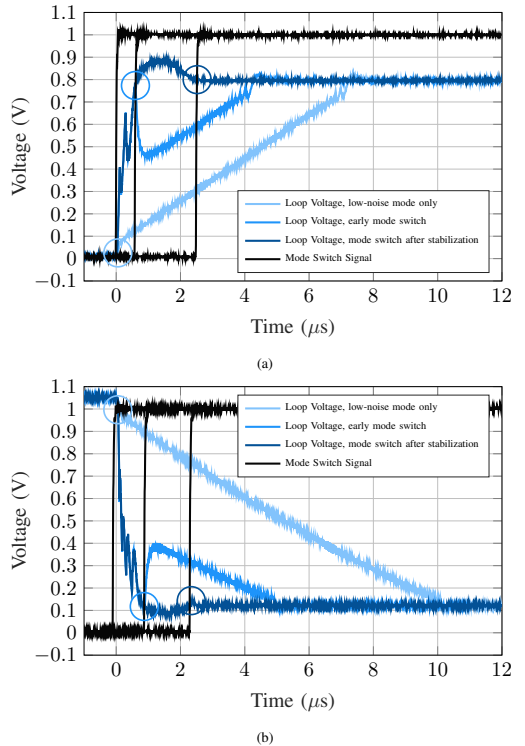 1.1
1
0.9
0.8
0.7
0.6
0.5
0.4
0.3
0.2
0.1
0
−0.1
Voltage (V)
Loop Voltage, low-noise mode only
Loop Voltage, early mode switch
Loop Voltage, mode switch after stabilization
Mode Switch Signal
0 2 4 6 8 10 12
Time (μs)
(a)
1.1
1
0.9
0.8
0.7
0.6
0.5
0.4
0.3
0.2
0.1
0
−0.1
Voltage (V)
Loop Voltage, low-noise mode only
Loop Voltage, early mode switch
Loop Voltage, mode switch after stabilization
Mode Switch Signal
0 2 4 6 8 10 12
Time (μs)
(b)